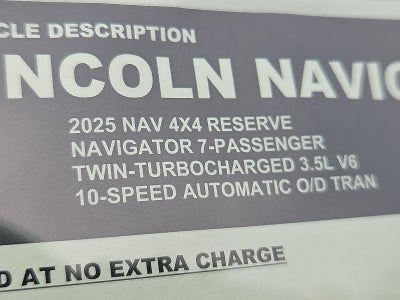 CLE DESCRIPTION
NCOLN NAVIG
2025 NAV 4X4 RESERVE
NAVIGATOR 7-PASSENGER
TWIN-TURBOCHARGED 3.5L V6
10-SPEED AUTOMATIC O/D TRAN
D AT NO EXTRA CHARGE